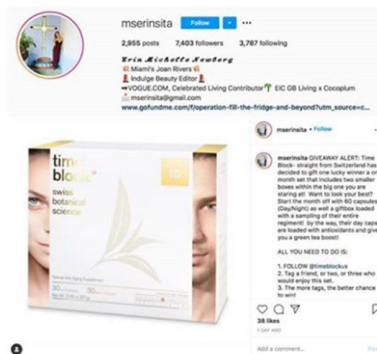 mserinsita Follow
2,955 posts 7,403 followers 3,787 following
Erin Michelle Newberg
Miami's Joan Rivers
Indulge Beauty Editor
VOGUE.COM, Celebrated Living Contributor EIC GB Living x Cocoplum
mserinsita@gmail.com
www.gofundme.com/f/operation-fill-the-fridge-and-beyond?utm_source=c...
mserinsita • Follow
mserinsita GIVEAWAY ALERT: Time
Block- straight from Switzerland has
decided to gift one lucky winner a one
month set that includes two smaller
boxes within the big one you are
staring at! Want to look your best?
Start the month off with 60 capsules
(Day/Night) as well a giftbox loaded
with a sampling of their entire
regiment! by the way, their day caps
are loaded with antioxidants and give
you a green tea boost!
ALL YOU NEED TO DO IS:
1. FOLLOW @timeblockus
2. Tag a friend, or two, or three who
would enjoy this set.
3. The more tags, the better chance
to win!
38 likes
1 DAY AGO
Add a comment...
time
block
swiss
botanical
science